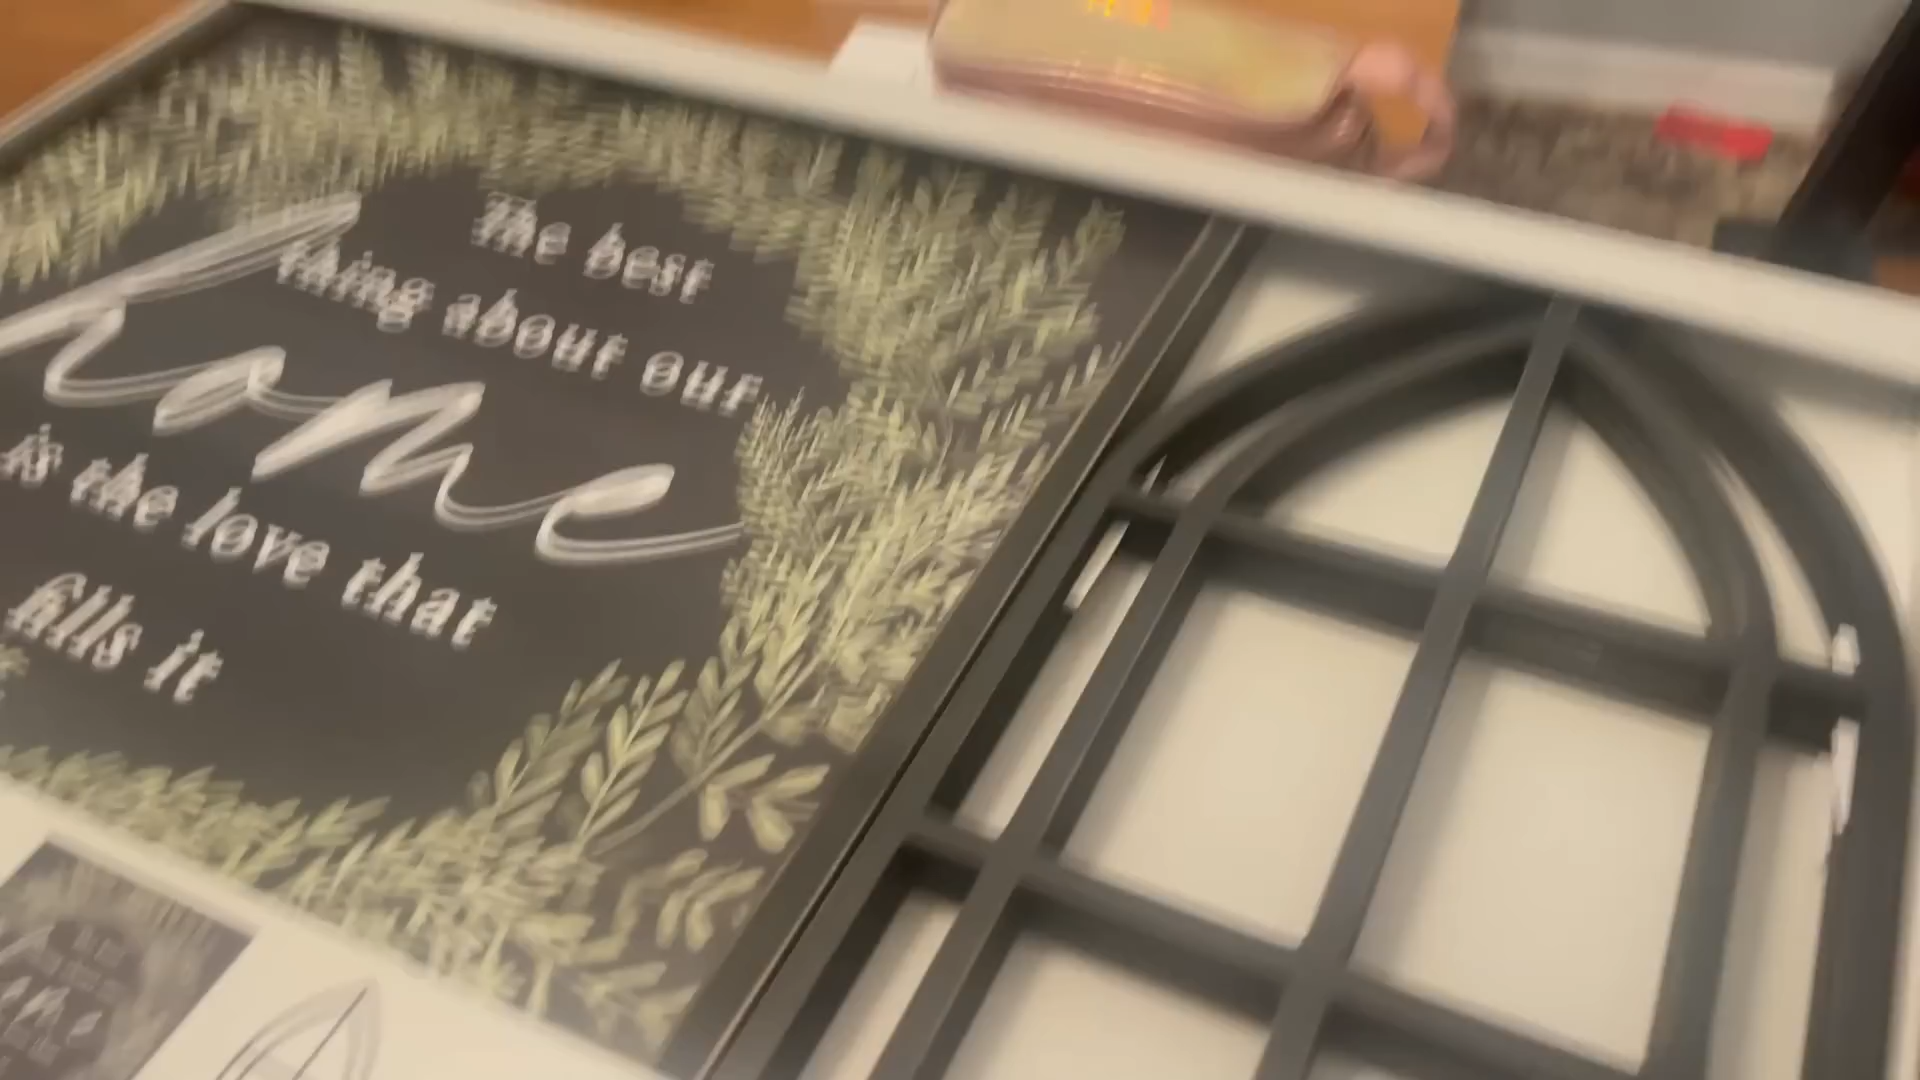 The best
thing about our
home
is the love that
fills it